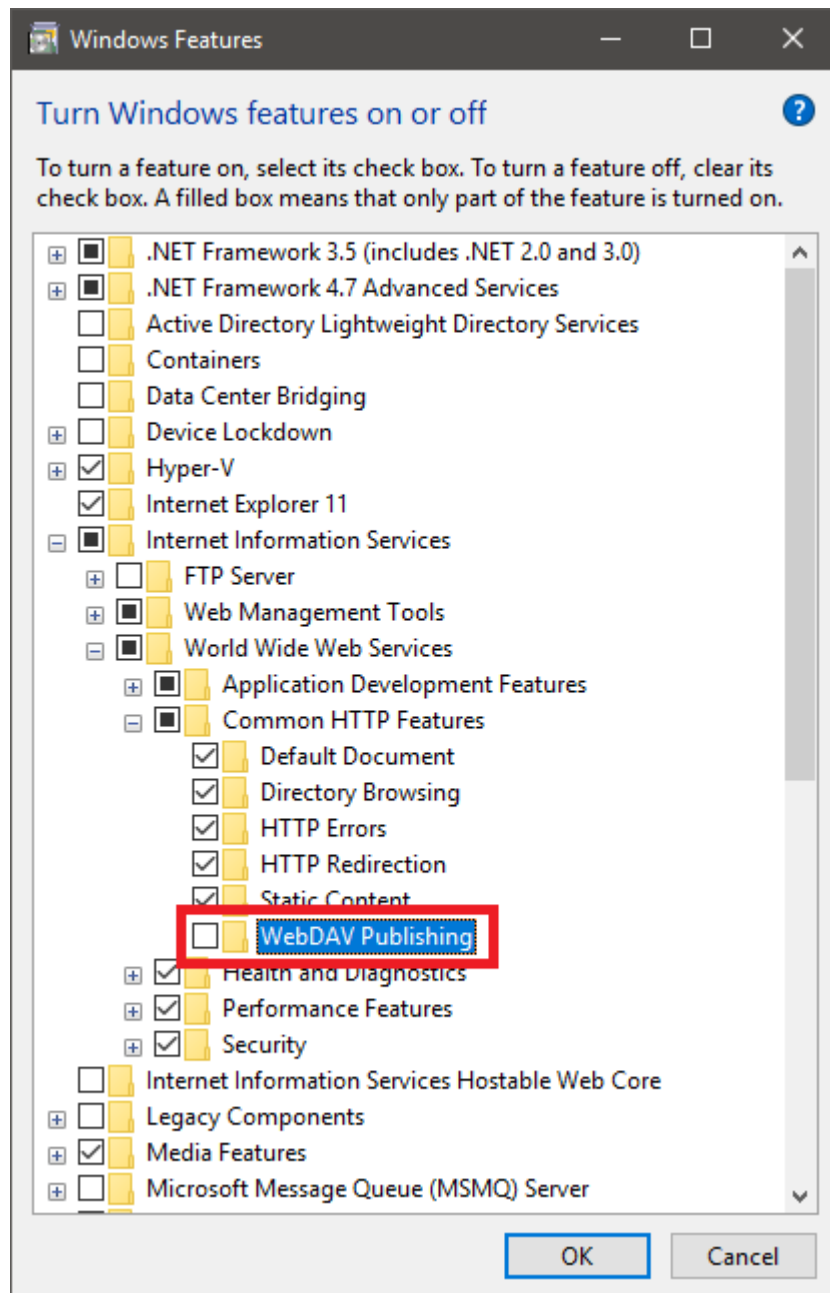 Windows Features
Turn Windows features on or off
To turn a feature on, select its check box. To turn a feature off, clear its
check box. A filled box means that only part of the feature is turned on.
.NET Framework 3.5 (includes .NET 2.0 and 3.0)
.NET Framework 4.7 Advanced Services
Active Directory Lightweight Directory Services
Containers
Data Center Bridging
Device Lockdown
Hyper-V
Internet Explorer 11
Internet Information Services
FTP Server
Web Management Tools
World Wide Web Services
Application Development Features
Common HTTP Features
Default Document
Directory Browsing
HTTP Errors
HTTP Redirection
Static Content
WebDAV Publishing
Health and Diagnostics
Performance Features
Security
Internet Information Services Hostable Web Core
Legacy Components
Media Features
Microsoft Message Queue (MSMQ) Server
OK
Cancel